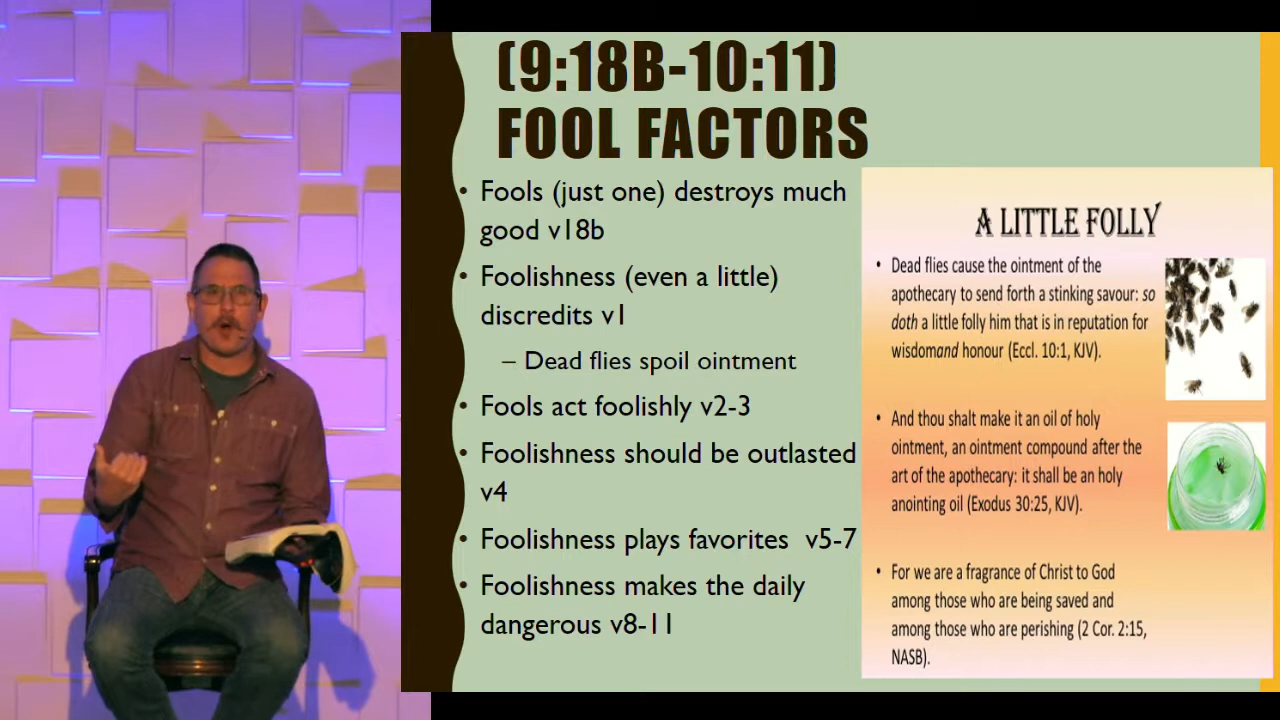 (9:18B-10:11)
FOOL FACTORS
• Fools (just one) destroys much
good v18b
• Foolishness (even a little)
discredits v1
– Dead flies spoil ointment
• Fools act foolishly v2-3
• Foolishness should be outlasted
v4
• Foolishness plays favorites v5-7
• Foolishness makes the daily
dangerous v8-11
A LITTLE FOLLY
• Dead flies cause the ointment of the
apothecary to send forth a stinking savour: so
doth a little folly him that is in reputation for
wisdomand honour (Eccl. 10:1, KJV).
• And thou shalt make it an oil of holy
ointment, an ointment compound after the
art of the apothecary: it shall be an holy
anointing oil (Exodus 30:25, KJV).
• For we are a fragrance of Christ to God
among those who are being saved and
among those who are perishing (2 Cor. 2:15,
NASB).